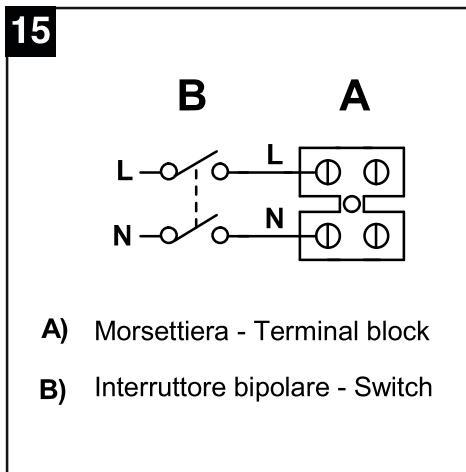 15
B A
L L
N N
A) Morsettiera - Terminal block
B) Interruttore bipolare - Switch